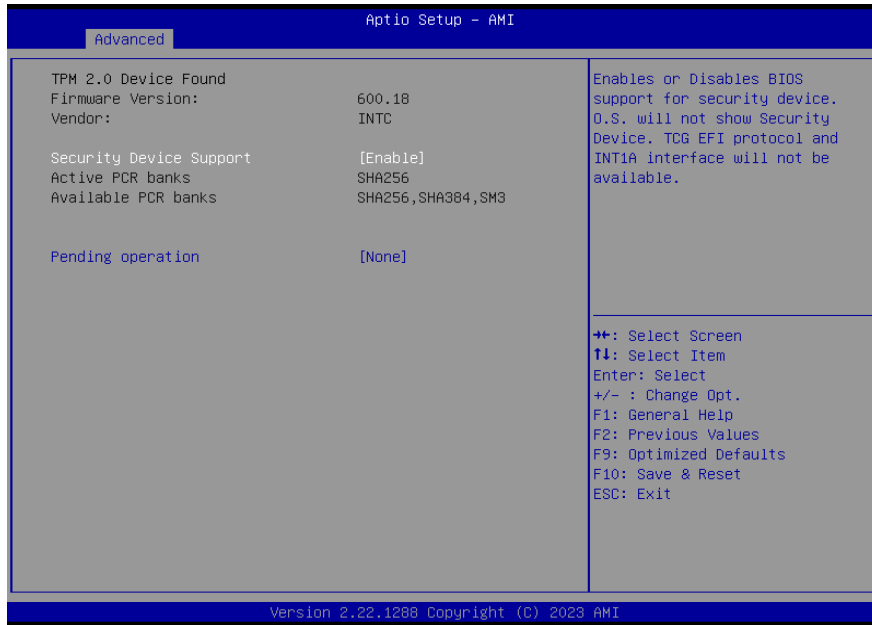 Aptio Setup – AMI
Advanced
TPM 2.0 Device Found
Firmware Version: 600.18
Vendor: INTC
Security Device Support [Enable]
Active PCR banks SHA256
Available PCR banks SHA256,SHA384,SM3
Pending operation [None]
Enables or Disables BIOS
support for security device.
O.S. will not show Security
Device. TCG EFI protocol and
INT1A interface will not be
available.
→←: Select Screen
↑↓: Select Item
Enter: Select
+/- : Change Opt.
F1: General Help
F2: Previous Values
F9: Optimized Defaults
F10: Save & Reset
ESC: Exit
Version 2.22.1288 Copyright (C) 2023 AMI